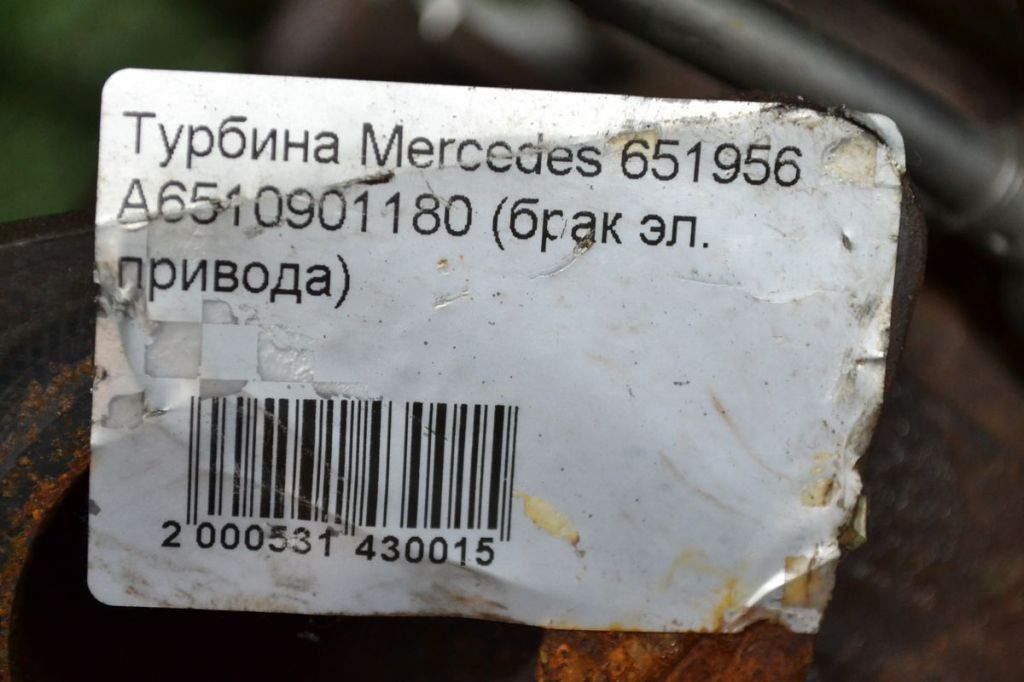 Турбина Mercedes 651956
A6510901180 (брак эл.
привода)
2 000531 430015